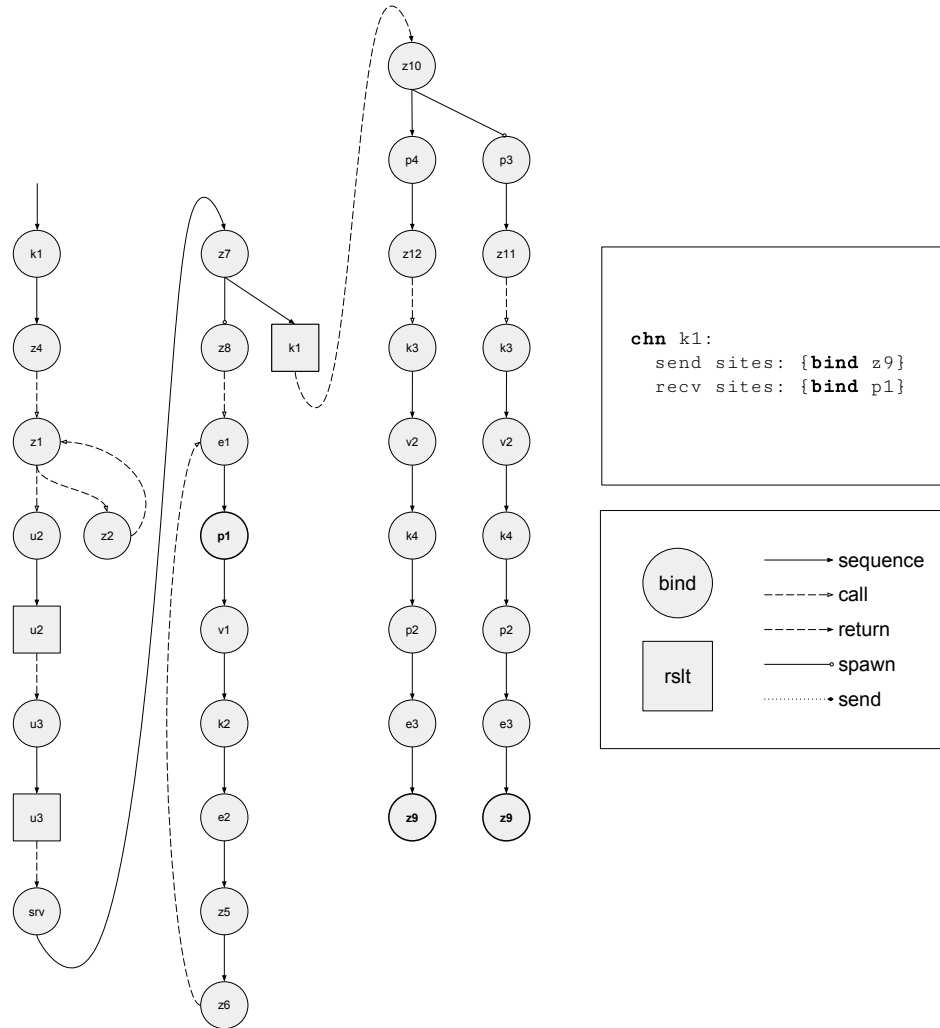 z10
p4
p3
k1
z7
z12
z11
z4
z8
k1
k3
k3
z1
e1
v2
v2
u2
z2
p1
k4
k4
u2
v1
p2
p2
u3
k2
e3
e3
u3
e2
z9
z9
srv
z5
z6
chn k1:
send sites: {bind z9}
recv sites: {bind p1}
bind
rslt
sequence
call
return
spawn
send